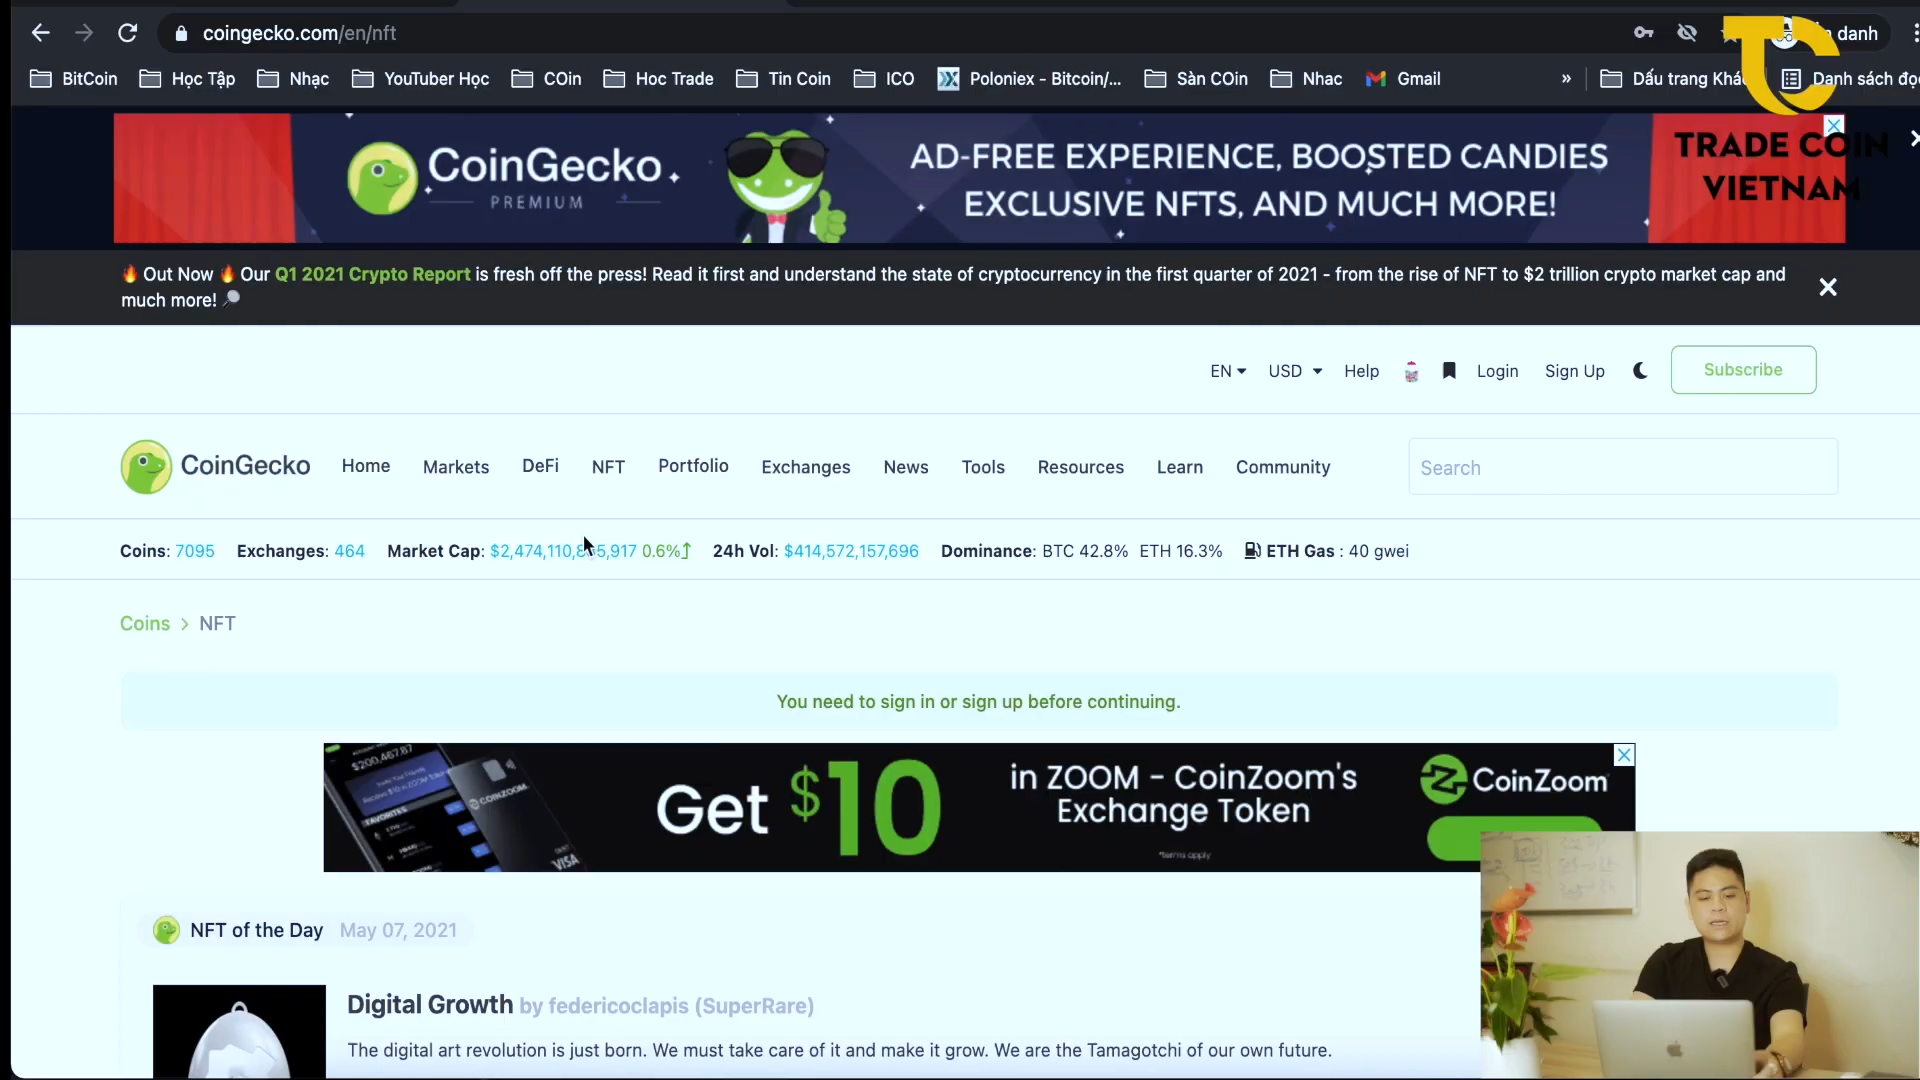 coingecko.com/en/nft
BitCoin Học Tập Nhạc YouTuber Học COin Hoc Trade Tin Coin ICO Poloniex - Bitcoin/... Sàn COin Nhac Gmail » Dấu trang Danh sách
TRADE COIN
VIETNAM
CoinGecko
PREMIUM
AD-FREE EXPERIENCE, BOOSTED CANDIES
EXCLUSIVE NFTS, AND MUCH MORE!
Out Now Our Q1 2021 Crypto Report is fresh off the press! Read it first and understand the state of cryptocurrency in the first quarter of 2021 - from the rise of NFT to $2 trillion crypto market cap and
much more!
EN USD Help Login Sign Up Subscribe
CoinGecko Home Markets DeFi NFT Portfolio Exchanges News Tools Resources Learn Community Search
Coins: 7095 Exchanges: 464 Market Cap: 0.6% 24h Vol: $414,572,157,696 Dominance: BTC 42.8% ETH 16.3% ETH Gas : 40 gwei
Coins > NFT
You need to sign in or sign up before continuing.
$200,467.87
FAVORITES
COINZOOM
VISA
Get $10
in ZOOM - CoinZoom's
Exchange Token
*terms apply
CoinZoom
NFT of the Day May 07, 2021
Digital Growth by federicoclapis (SuperRare)
The digital art revolution is just born. We must take care of it and make it grow. We are the Tamagotchi of our own future.